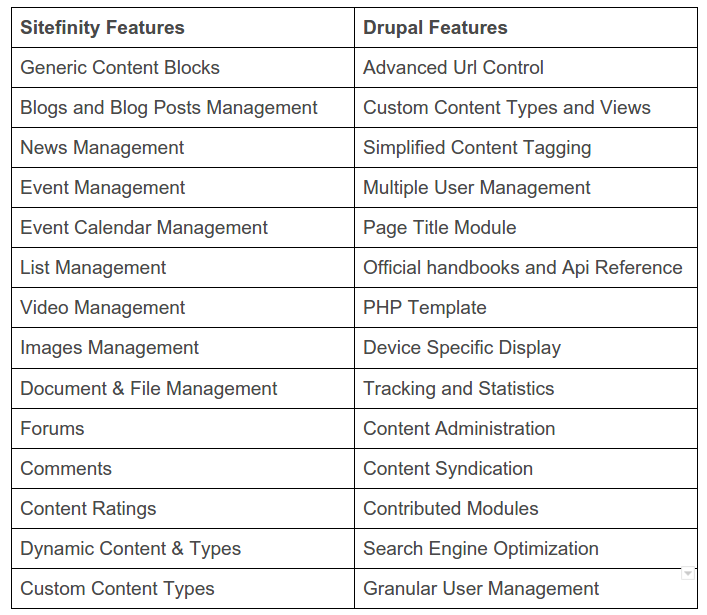 Sitefinity Features Drupal Features
Generic Content Blocks Advanced Url Control
Blogs and Blog Posts Management Custom Content Types and Views
News Management Simplified Content Tagging
Event Management Multiple User Management
Event Calendar Management Page Title Module
List Management Official handbooks and Api Reference
Video Management PHP Template
Images Management Device Specific Display
Document & File Management Tracking and Statistics
Forums Content Administration
Comments Content Syndication
Content Ratings Contributed Modules
Dynamic Content & Types Search Engine Optimization
Custom Content Types Granular User Management